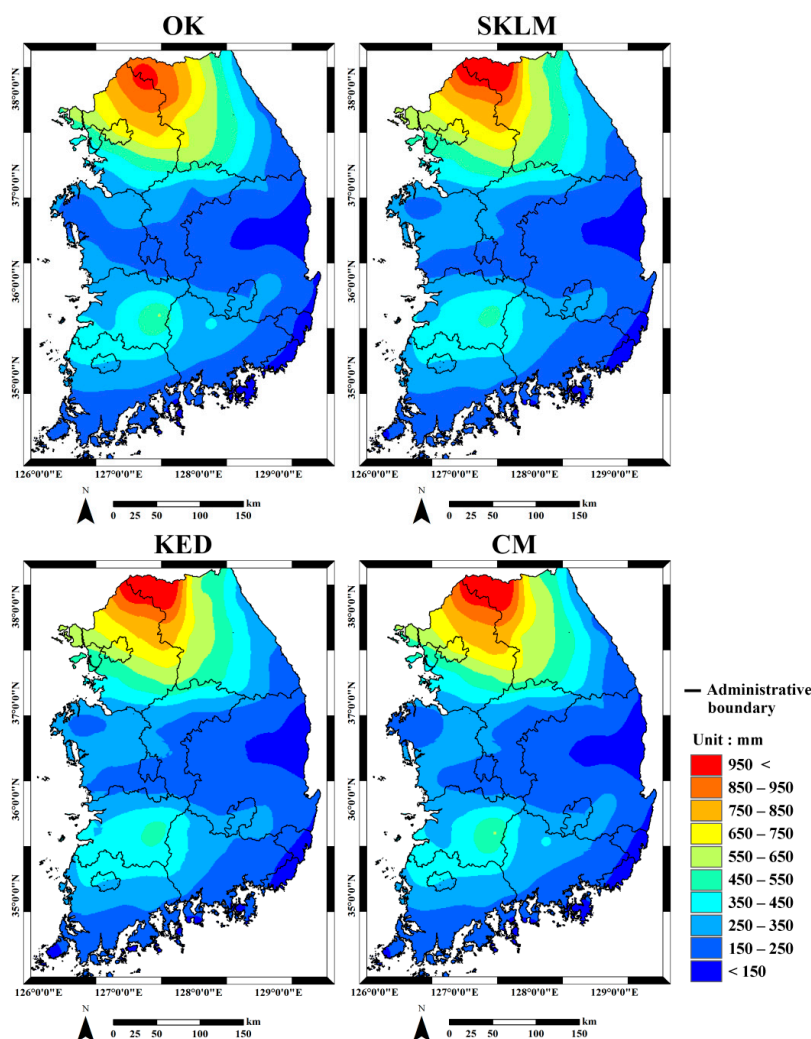 OK
SKLM
38°0'0"N
37°0'0"N
36°0'0"N
35°0'0"N
38°0'0"N
37°0'0"N
36°0'0"N
35°0'0"N
126°0'0"E 127°0'0"E 128°0'0"E 129°0'0"E
126°0'0"E 127°0'0"E 128°0'0"E 129°0'0"E
N
km
0 25 50 100 150
N
km
0 25 50 100 150
KED
CM
38°0'0"N
37°0'0"N
36°0'0"N
35°0'0"N
38°0'0"N
37°0'0"N
36°0'0"N
35°0'0"N
126°0'0"E 127°0'0"E 128°0'0"E 129°0'0"E
126°0'0"E 127°0'0"E 128°0'0"E 129°0'0"E
N
km
0 25 50 100 150
N
km
0 25 50 100 150
Administrative
boundary
Unit : mm
950 <
850 – 950
750 – 850
650 – 750
550 – 650
450 – 550
350 – 450
250 – 350
150 – 250
< 150